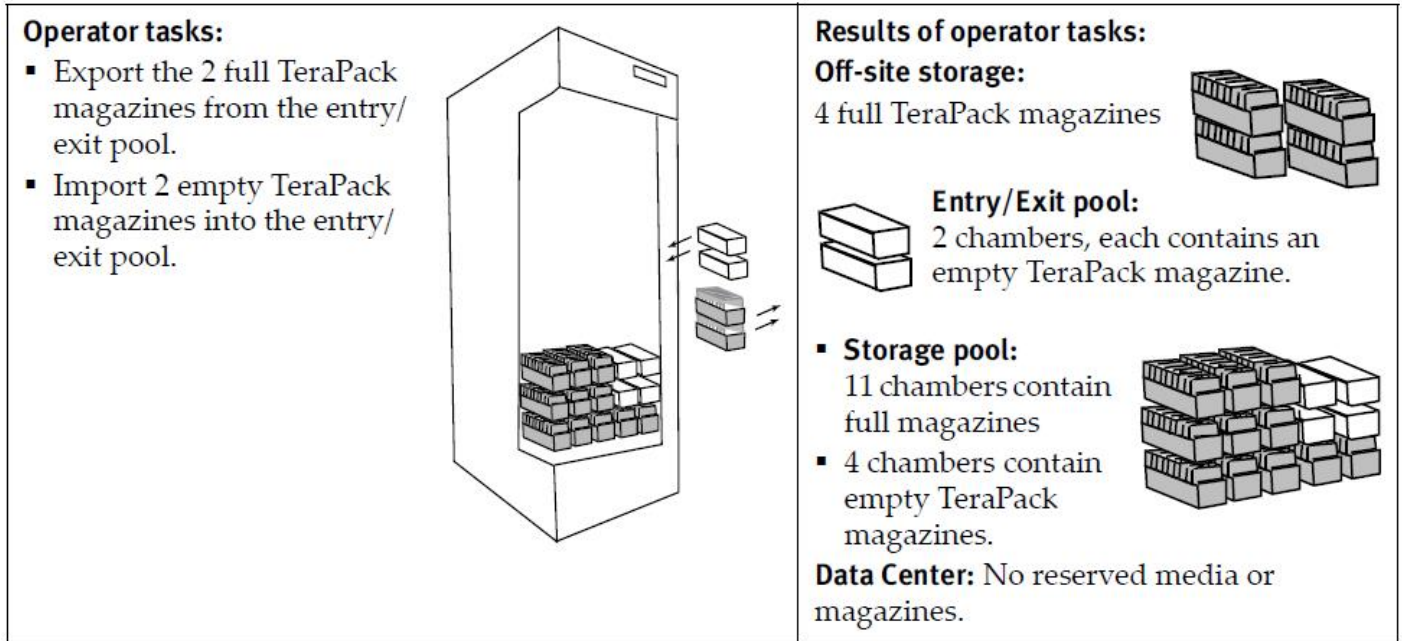 Operator tasks:
▪ Export the 2 full TeraPack
magazines from the entry/
exit pool.
▪ Import 2 empty TeraPack
magazines into the entry/
exit pool.
Results of operator tasks:
Off-site storage:
4 full TeraPack magazines
Entry/Exit pool:
2 chambers, each contains an
empty TeraPack magazine.
▪ Storage pool:
11 chambers contain
full magazines
▪ 4 chambers contain
empty TeraPack
magazines.
Data Center: No reserved media or
magazines.